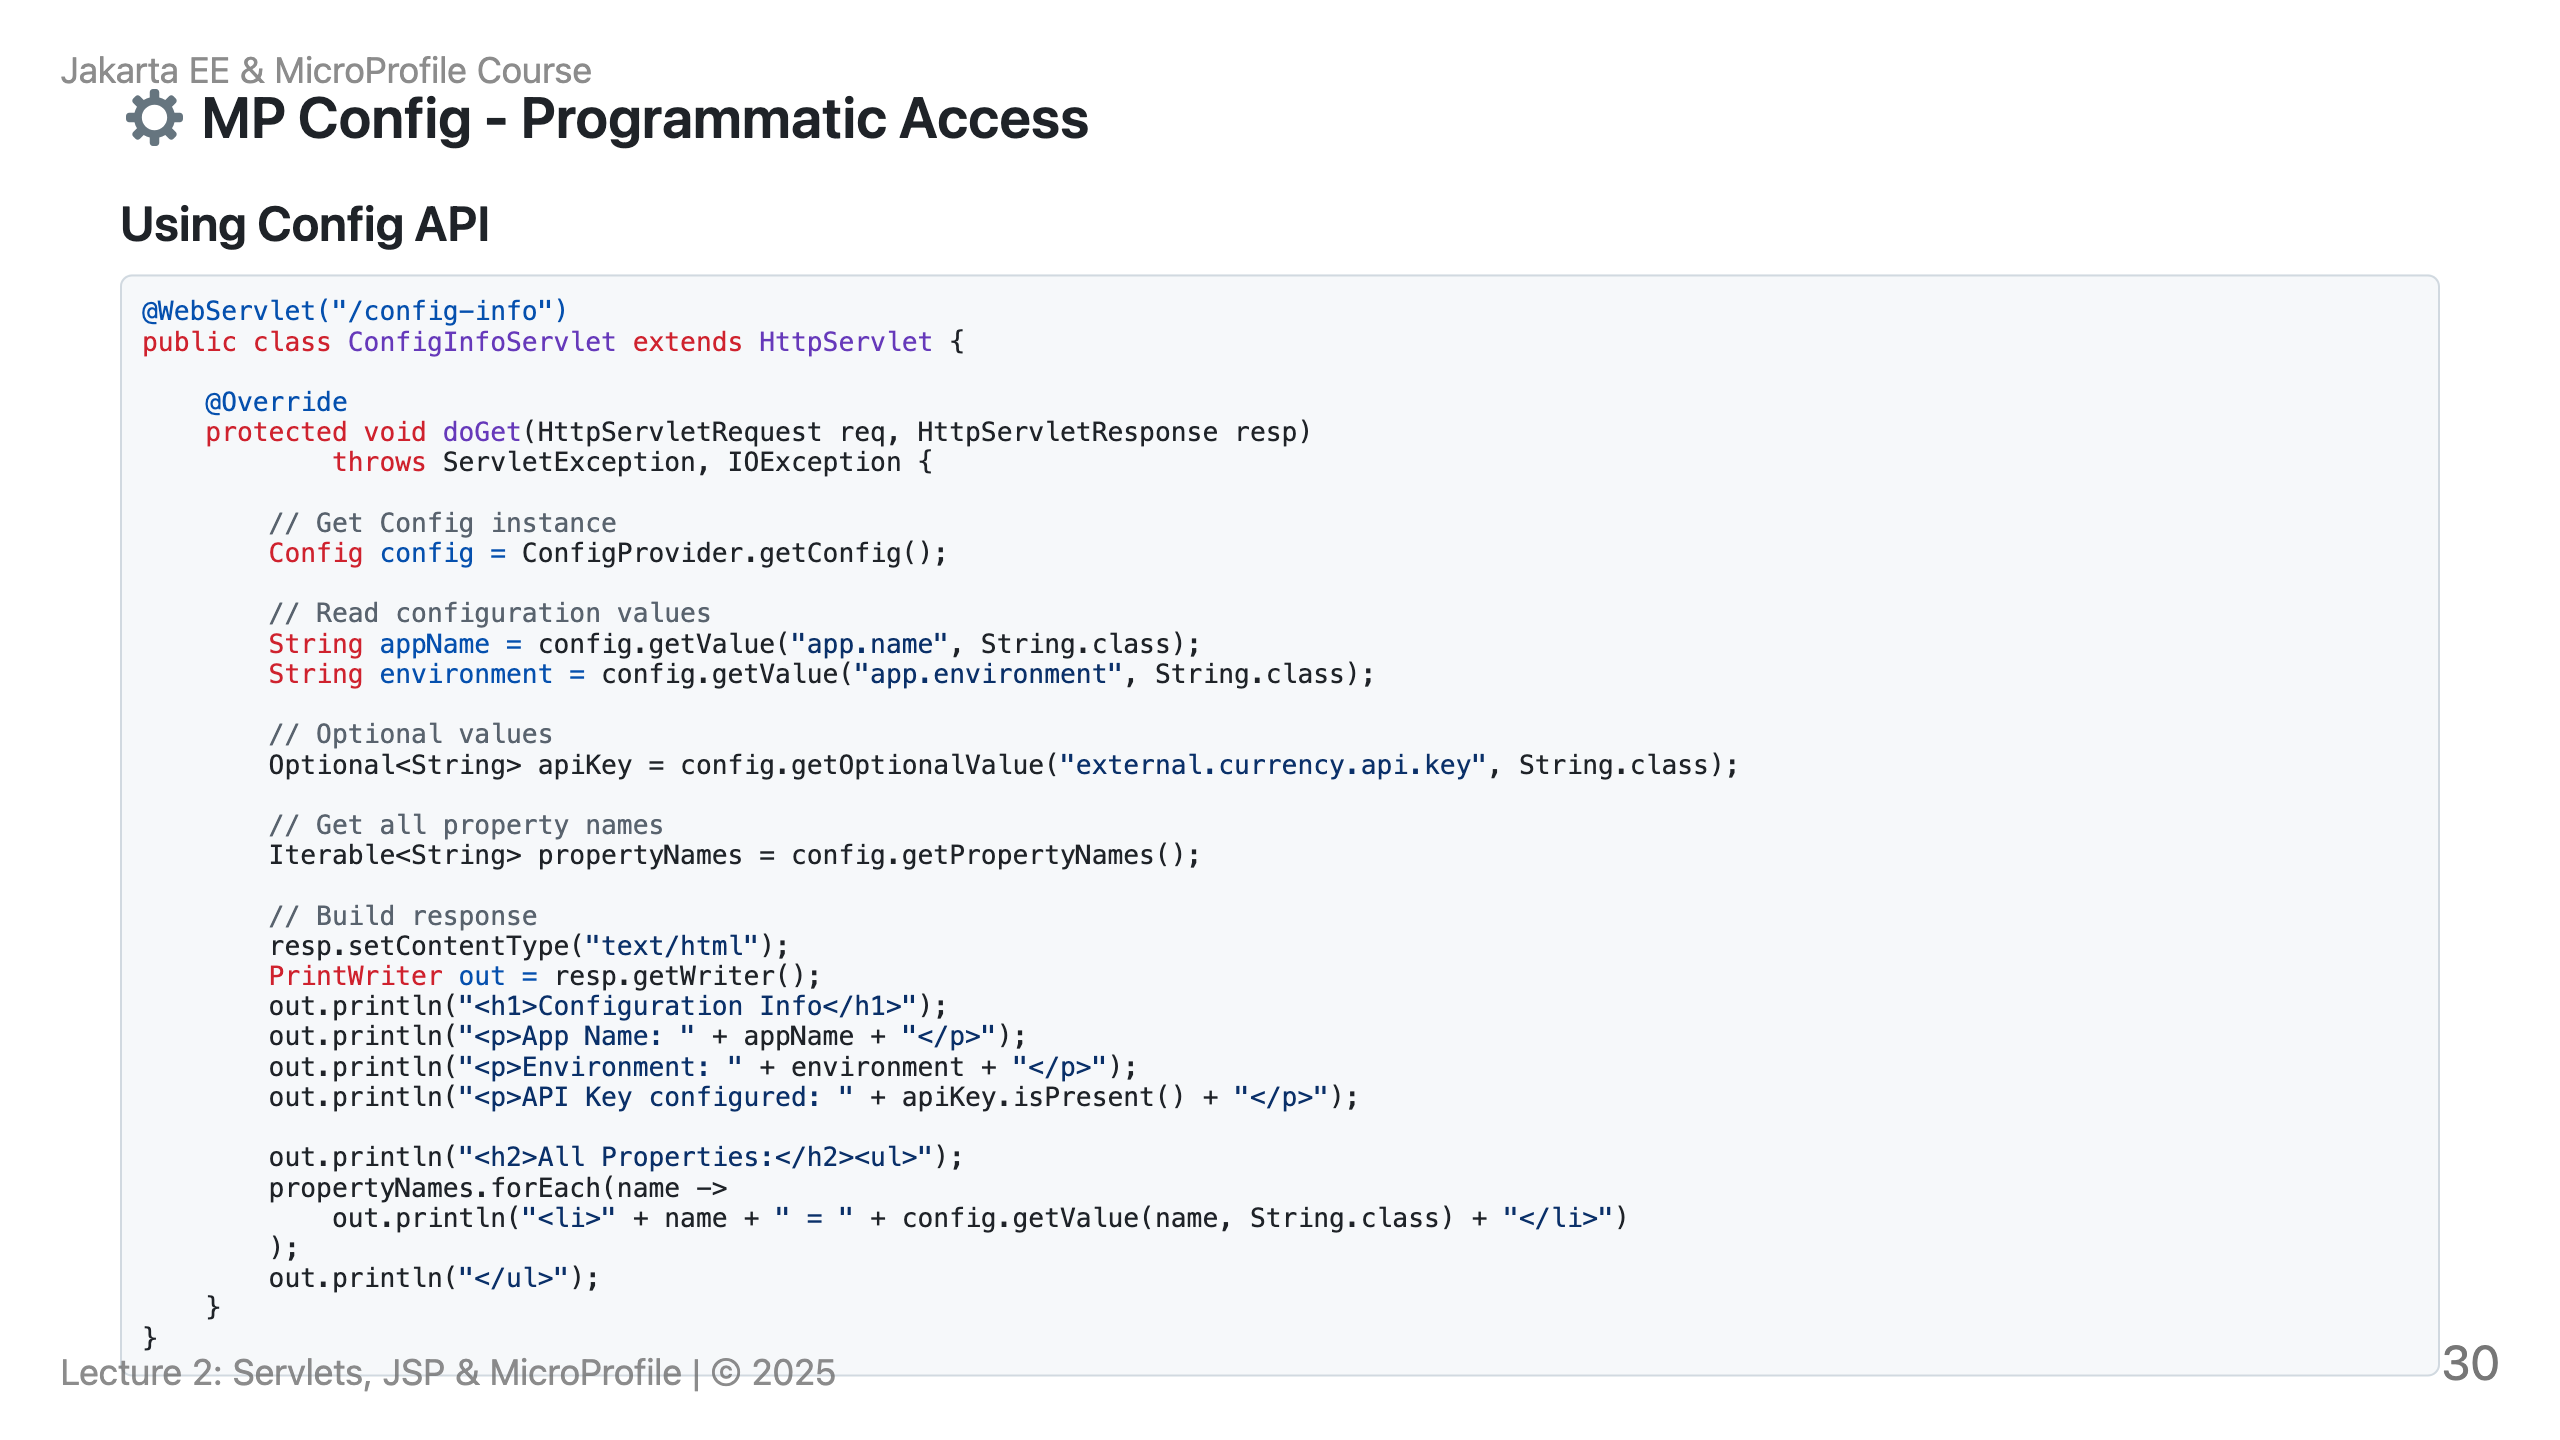 Jakarta EE & MicroProfile Course
⚙ MP Config - Programmatic Access
Using Config API
@WebServlet("/config-info")
public class ConfigInfoServlet extends HttpServlet {

    @Override
    protected void doGet(HttpServletRequest req, HttpServletResponse resp)
            throws ServletException, IOException {

        // Get Config instance
        Config config = ConfigProvider.getConfig();

        // Read configuration values
        String appName = config.getValue("app.name", String.class);
        String environment = config.getValue("app.environment", String.class);

        // Optional values
        Optional<String> apiKey = config.getOptionalValue("external.currency.api.key", String.class);

        // Get all property names
        Iterable<String> propertyNames = config.getPropertyNames();

        // Build response
        resp.setContentType("text/html");
        PrintWriter out = resp.getWriter();
        out.println("<h1>Configuration Info</h1>");
        out.println("<p>App Name: " + appName + "</p>");
        out.println("<p>Environment: " + environment + "</p>");
        out.println("<p>API Key configured: " + apiKey.isPresent() + "</p>");

        out.println("<h2>All Properties:</h2><ul>");
        propertyNames.forEach(name ->
            out.println("<li>" + name + " = " + config.getValue(name, String.class) + "</li>")
        );
        out.println("</ul>");
    }
}
Lecture 2: Servlets, JSP & MicroProfile | © 2025
30